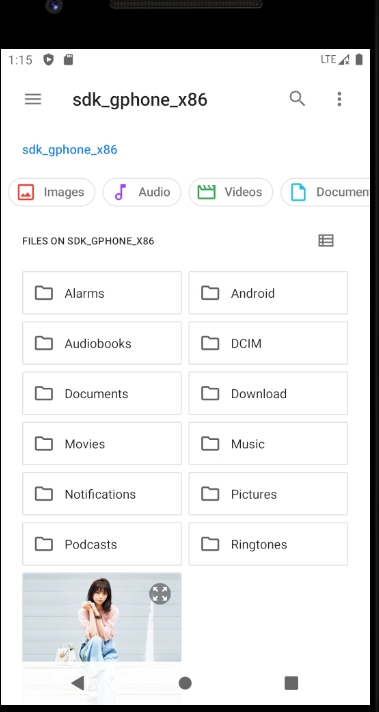 1:15 LTE
sdk_gphone_x86
sdk_gphone_x86
Images Audio Videos Documen
FILES ON SDK_GPHONE_X86
Alarms Android
Audiobooks DCIM
Documents Download
Movies Music
Notifications Pictures
Podcasts Ringtones